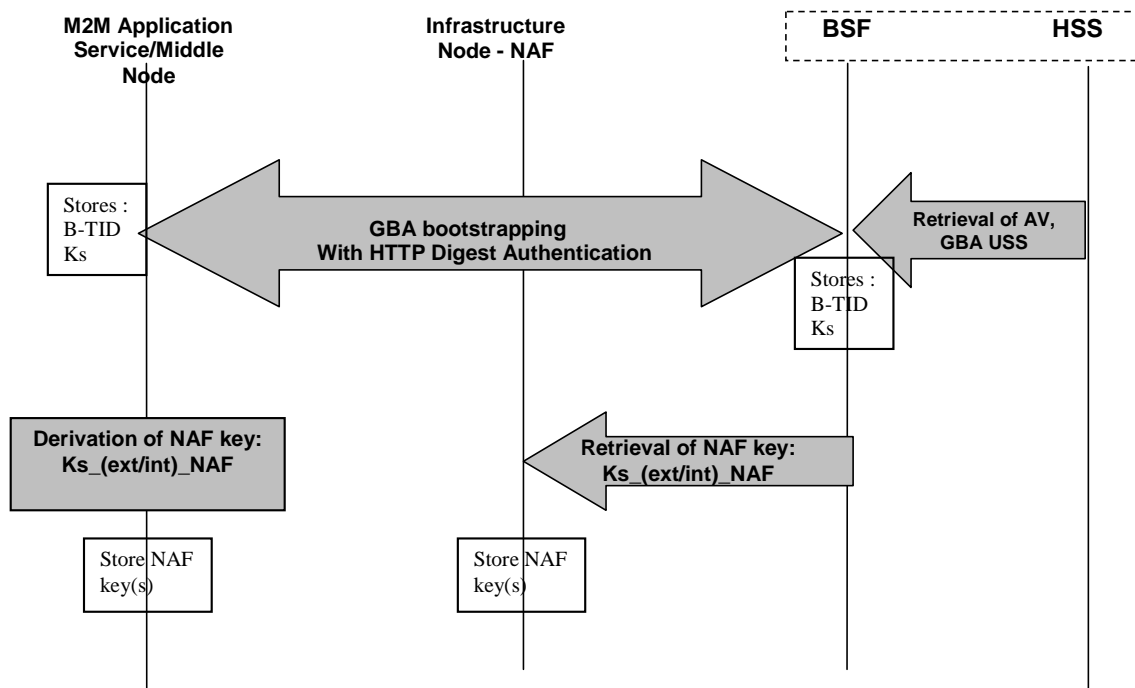 M2M Application
Service/Middle
Node
Infrastructure
Node - NAF
BSF
HSS
Stores :
B-TID
Ks
GBA bootstrapping
With HTTP Digest Authentication
Retrieval of AV,
GBA USS
Stores :
B-TID
Ks
Derivation of NAF key:
Ks_(ext/int)_NAF
Retrieval of NAF key:
Ks_(ext/int)_NAF
Store NAF
key(s)
Store NAF
key(s)